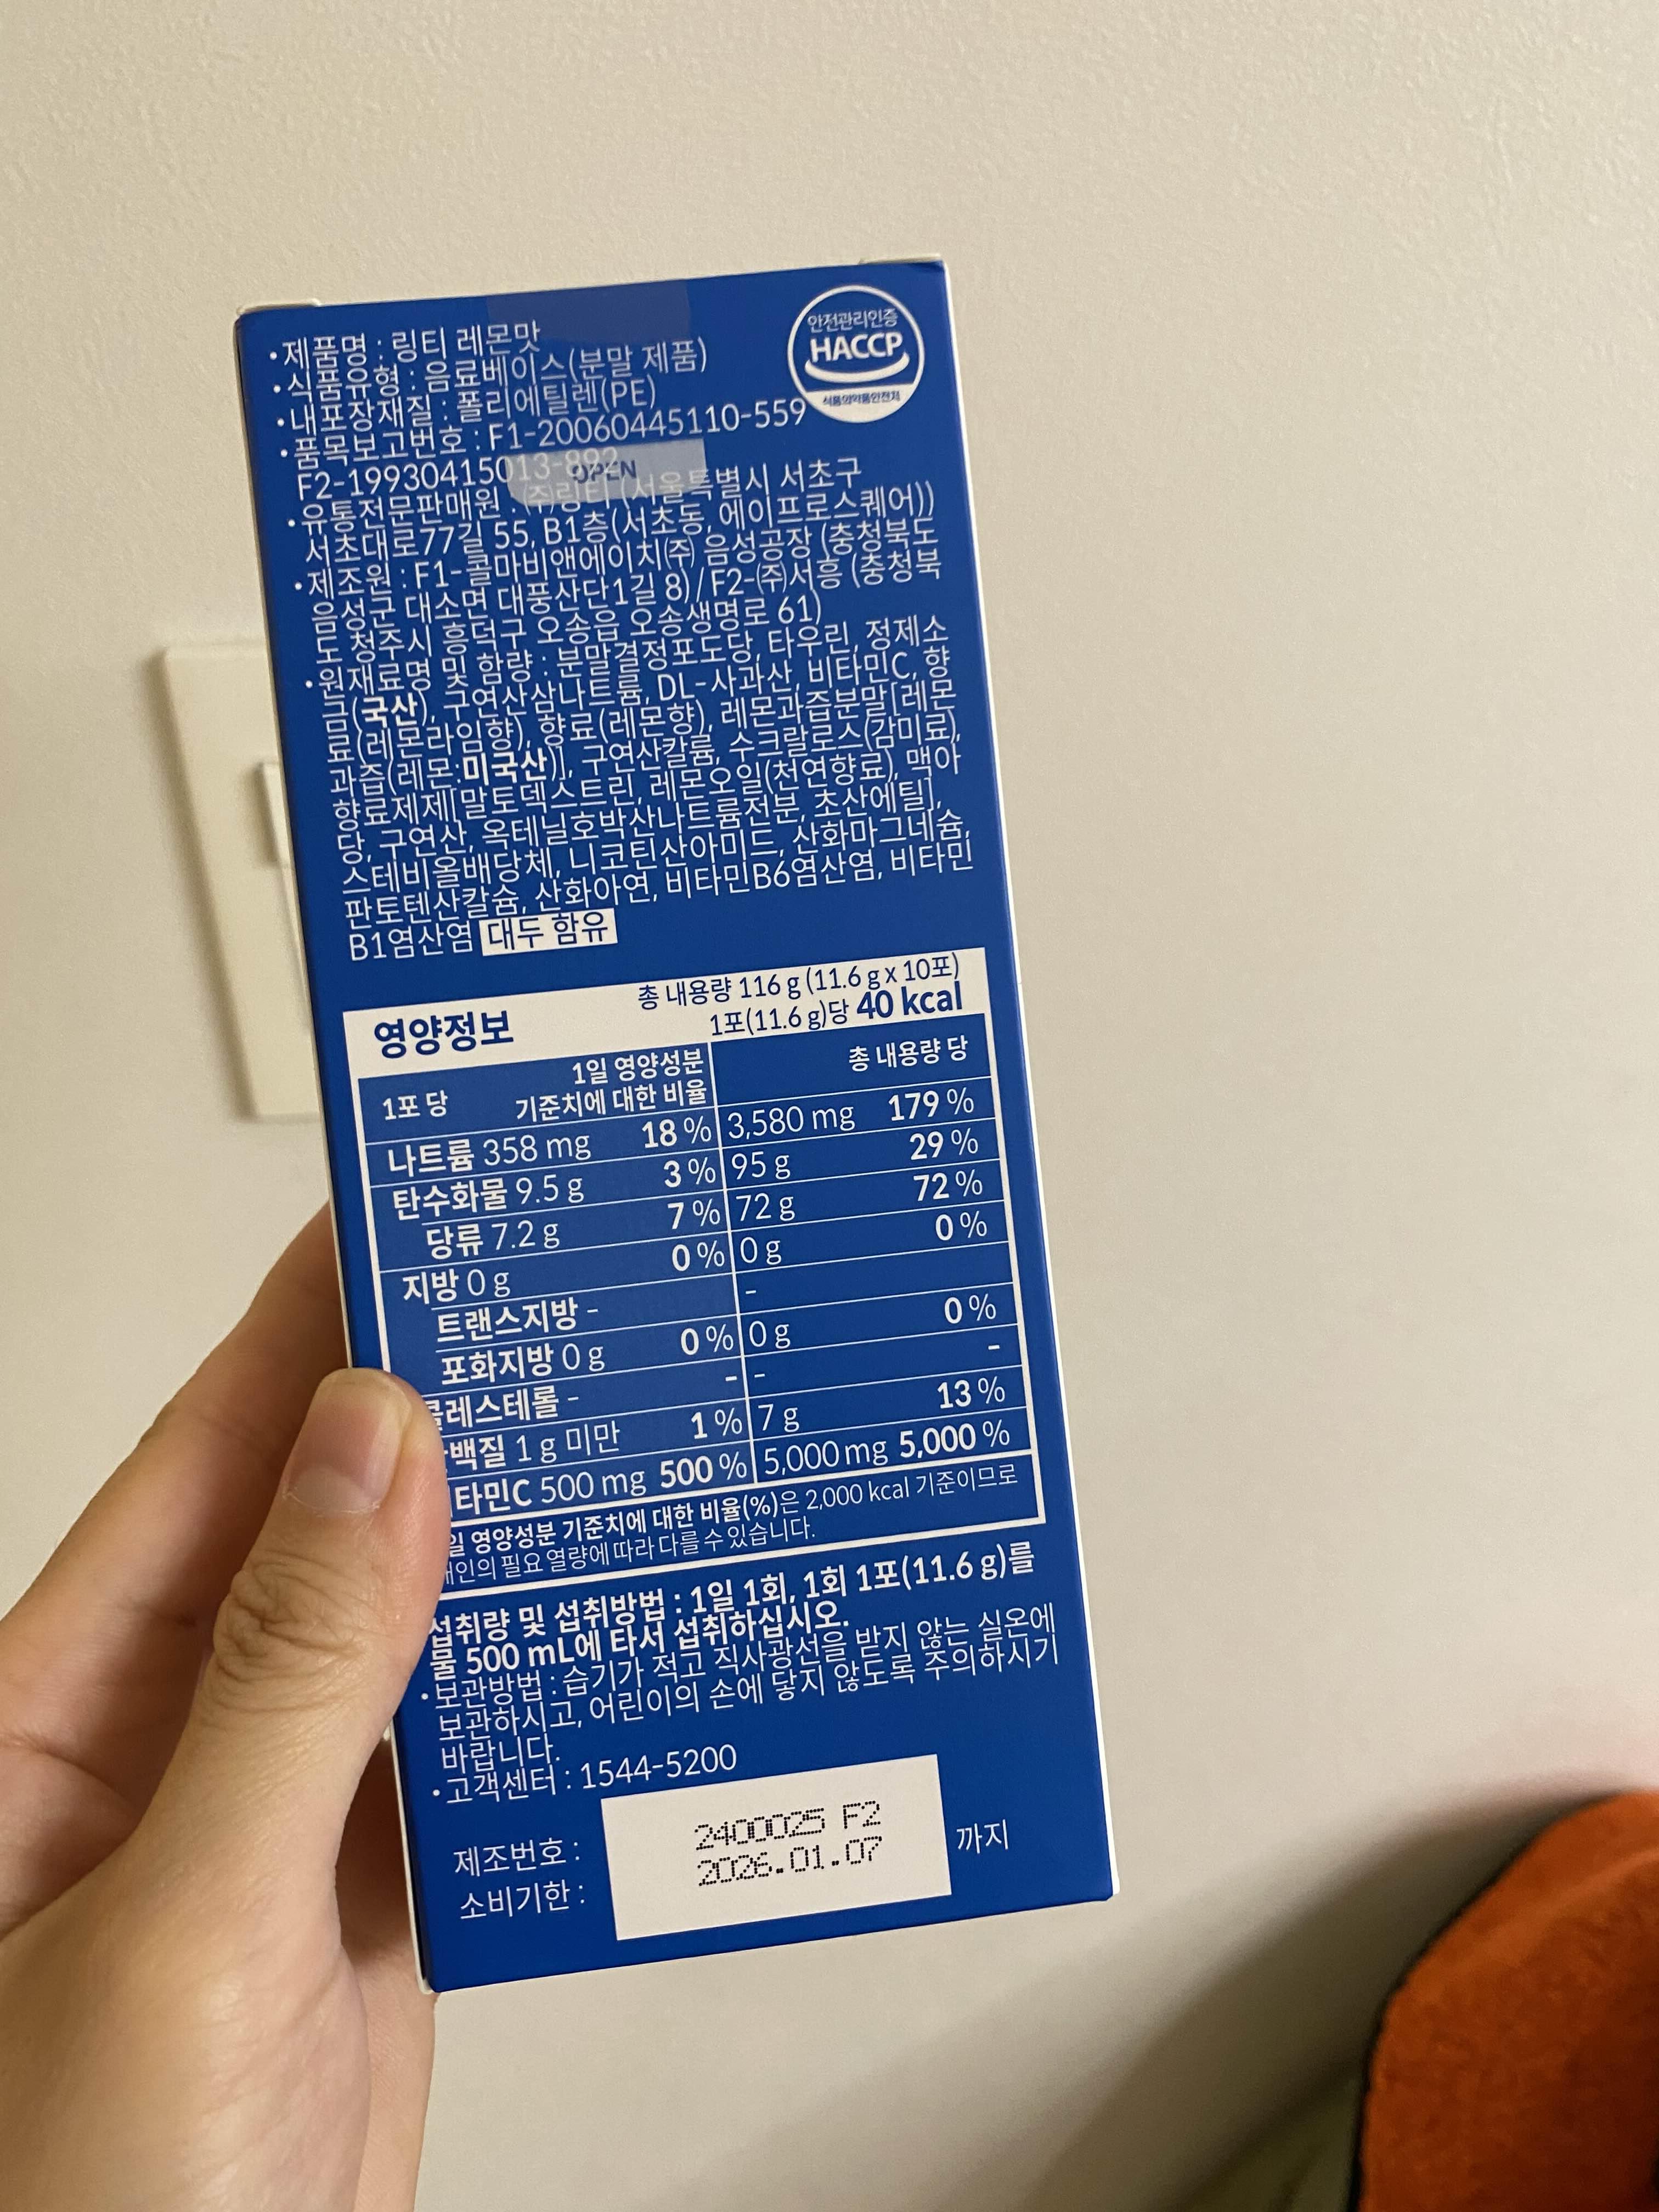 안전관리인증
HACCP
식품의약품안전처
•제품명 : 링티 레몬맛
•식품유형 : 음료베이스(분말 제품)
•내포장재질 : 폴리에틸렌(PE)
•품목보고번호 : F1-20060445110-559
F2-19930415013-892
OPEN
•유통전문판매원 : (주)링티 (서울특별시 서초구
서초대로77길 55, B1층(서초동, 에이프로스퀘어))
•제조원 : F1-콜마비앤에이치(주) 음성공장 (충청북도
음성군 대소면 대풍산단1길 8) / F2-(주)서흥 (충청북
도 청주시 흥덕구 오송읍 오송생명로 61)
•원재료명 및 함량 : 분말결정포도당, 타우린, 정제소
금(국산), 구연산삼나트륨, DL-사과산, 비타민C, 향
료(레몬라임향), 향료(레몬향), 레몬과즙분말[레몬
과즙(레몬:미국산)], 구연산칼륨, 수크랄로스(감미료),
향료제제[말토덱스트린, 레몬오일(천연향료), 맥아
당, 구연산, 옥테닐호박산나트륨전분, 초산에틸],
스테비올배당체, 니코틴산아미드, 산화마그네슘,
판토텐산칼슘, 산화아연, 비타민B6염산염, 비타민
B1염산염 대두 함유
영양정보
총 내용량 116 g (11.6 g x 10포)
1포(11.6 g)당 40 kcal
1포 당 1일 영양성분 기준치에 대한 비율 총 내용량 당
나트륨 358 mg 18 % 3,580 mg 179 %
탄수화물 9.5 g 3 % 95 g 29 %
당류 7.2 g 7 % 72 g 72 %
지방 0 g 0 % 0 g 0 %
트랜스지방 - -
포화지방 0 g 0 % 0 g 0 %
레스테롤 - - - -
백질 1 g 미만 1 % 7 g 13 %
타민C 500 mg 500 % 5,000 mg 5,000 %
일 영양성분 기준치에 대한 비율(%)은 2,000 kcal 기준이므로
인의 필요 열량에 따라 다를 수 있습니다.
섭취량 및 섭취방법 : 1일 1회, 1회 1포(11.6 g)를
물 500 mL에 타서 섭취하십시오.
•보관방법 : 습기가 적고 직사광선을 받지 않는 실온에
보관하시고, 어린이의 손에 닿지 않도록 주의하시기
바랍니다.
•고객센터 : 1544-5200
제조번호 : 2400025 F2
소비기한 : 2026.01.07 까지